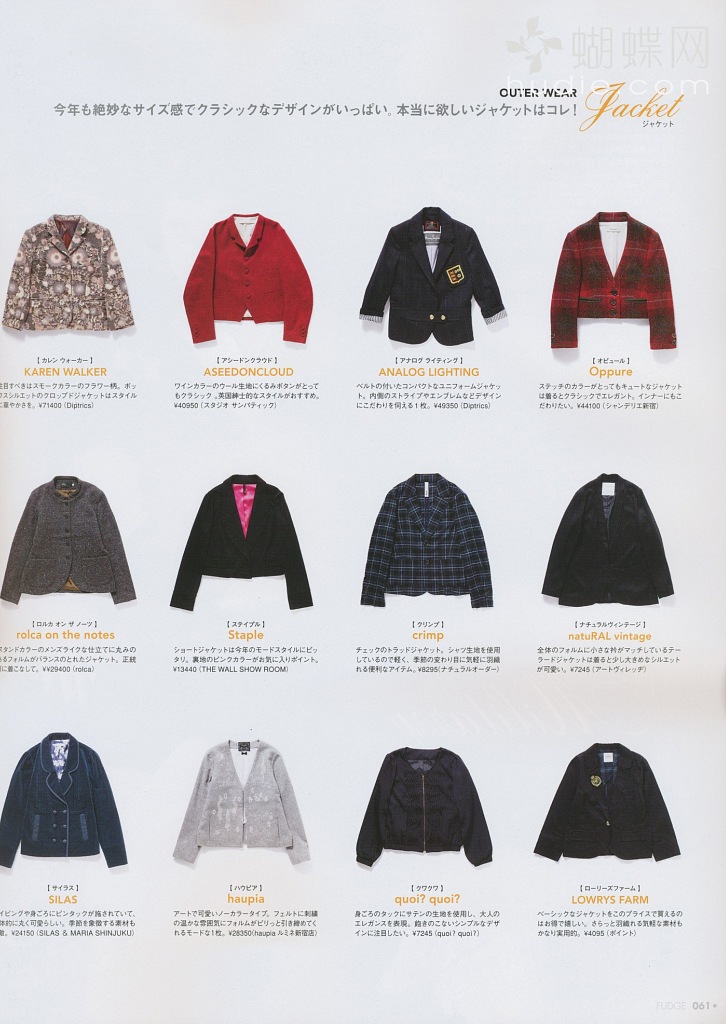 蝴蝶网
hudie.com
OUTER WEAR
Jacket
ジャケット
今年も絶妙なサイズ感でクラシックなデザインがいっぱい。本当に欲しいジャケットはコレ!
【 カレン ウォーカー 】
KAREN WALKER
注目すべきはスモークカラーのフラワー柄。ボッ
クスシルエットのクロップドジャケットはスタイル
に華やかさを。¥71400 (Diptrics)
【 アシードンクラウド 】
ASEEDONCLOUD
ワインカラーのウール生地にくるみボタンがとって
もクラシック。英国紳士的なスタイルがおすすめ。
¥40950 (スタジオ サンパティック)
【 アナログ ライティング 】
ANALOG LIGHTING
ベルトの付いたコンパクトなユニフォームジャケッ
ト。内側のストライプやエンブレムなどデザイン
にこだわりを伺える1枚。¥49350 (Diptrics)
【 オピュール 】
Oppure
ステッチのカラーがとってもキュートなジャケット
は着るとクラシックでエレガント。インナーにもこ
だわりたい。¥44100 (シャンデリエ新宿)
【 ロルカ オン ザ ノーツ 】
rolca on the notes
タンドカラーのメンズライクな仕立てに丸みの
あるフォルムがバランスのとれたジャケット。正統
に着こなして。¥¥29400 (rolca)
【 ステイプル 】
Staple
ショートジャケットは今年のモードスタイルにピッ
タリ。裏地のピンクカラーがお気に入りポイント。
¥13440 (THE WALL SHOW ROOM)
【 クリンプ 】
crimp
チェックのトラッドジャケット。シャツ生地を使用
しているので軽く、季節の変わり目に気軽に羽織
れる便利なアイテム。¥8295(ナチュラルオーダー)
【 ナチュラルヴィンテージ 】
natuRAL vintage
全体のフォルムに小さな衿がマッチしているテー
ラードジャケットは着ると少し大きめなシルエット
が可愛い。¥7245 (アートヴィレッヂ)
【 サイラス 】
SILAS
イピングや身ごろにピンタックが施されていて、
体的に丸く可愛らしい。季節を象徴する素材も
敵。¥24150 (SILAS & MARIA SHINJUKU)
【 ハウピア 】
haupia
アートで可愛いノーカラータイプ。フェルトに刺繍
の温かな雰囲気にフォルムがピリっと引き締めてく
れるモードな1枚。¥28350(haupia ルミネ新宿店)
【 クワクワ 】
quoi? quoi?
身ごろのタックにサテンの生地を使用し、大人の
エレガンスを表現。飽きのこないシンプルなデザ
インに注目したい。¥7245 (quoi? quoi?)
【 ローリーズファーム 】
LOWRYS FARM
ベーシックなジャケットをこのプライスで買えるの
はお得で嬉しい。さらっと羽織れる気軽な素材も
かなり実用的。¥4095 (ポイント)
FUDGE 061